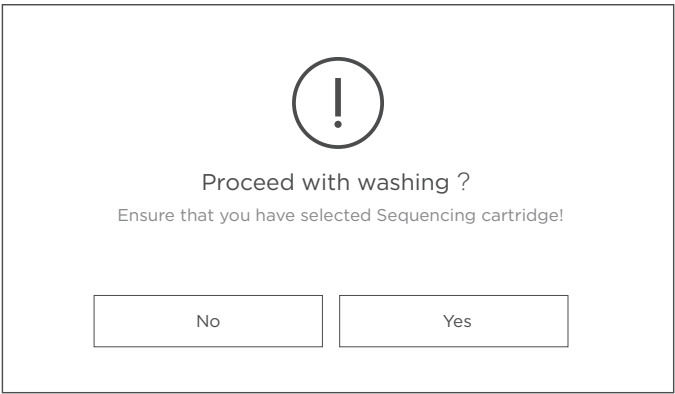 Proceed with washing ?
Ensure that you have selected Sequencing cartridge!
No
Yes